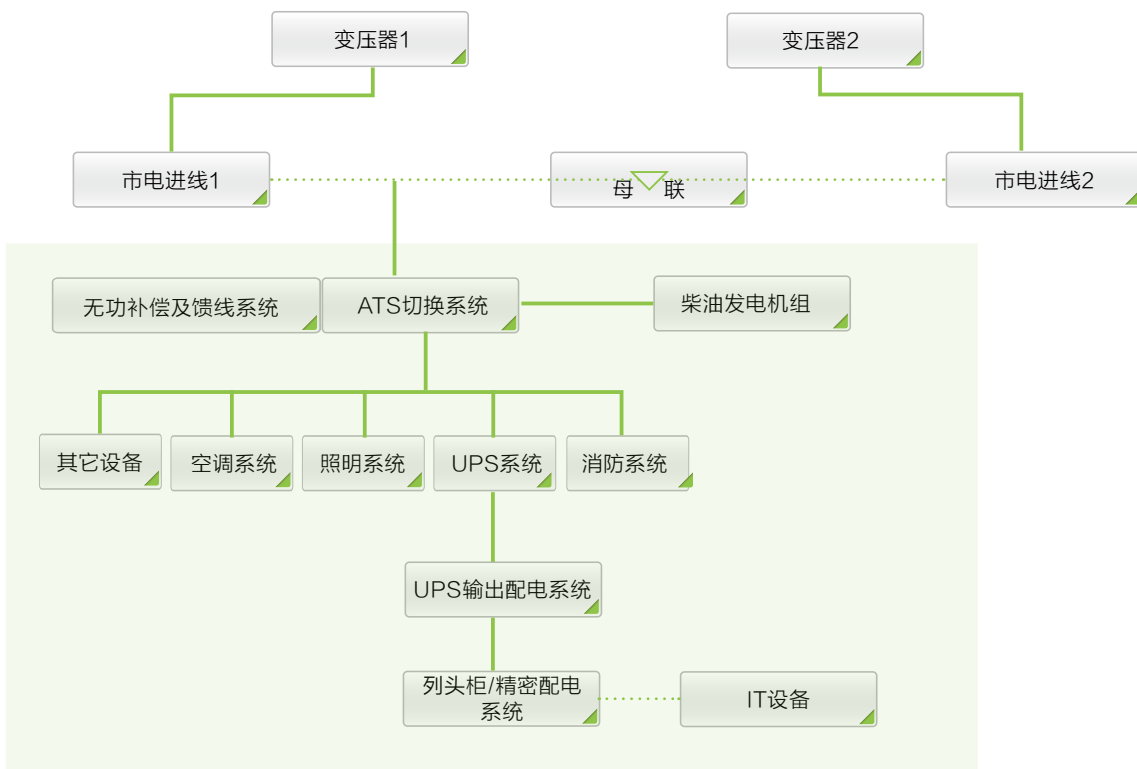 变压器1
变压器2
市电进线1
母 联
市电进线2
无功补偿及馈线系统
ATS切换系统
柴油发电机组
其它设备
空调系统
照明系统
UPS系统
消防系统
UPS输出配电系统
列头柜/精密配电
系统
IT设备